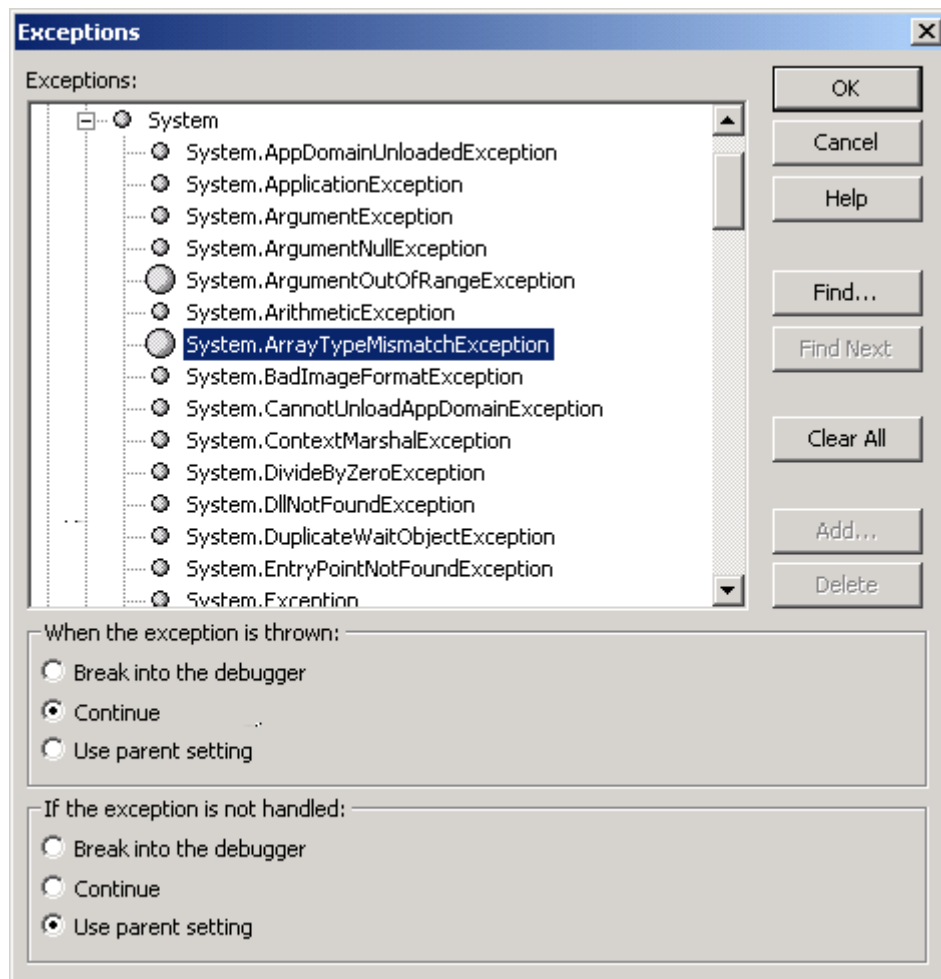 Exceptions
Exceptions:
System
System.AppDomainUnloadedException
System.ApplicationException
System.ArgumentException
System.ArgumentNullException
System.ArgumentOutOfRangeException
System.ArithmeticException
System.ArrayTypeMismatchException
System.BadImageFormatException
System.CannotUnloadAppDomainException
System.ContextMarshalException
System.DivideByZeroException
System.DllNotFoundException
System.DuplicateWaitObjectException
System.EntryPointNotFoundException
System.Exception
OK
Cancel
Help
Find...
Find Next
Clear All
Add...
Delete
When the exception is thrown:
Break into the debugger
Continue
Use parent setting
If the exception is not handled:
Break into the debugger
Continue
Use parent setting